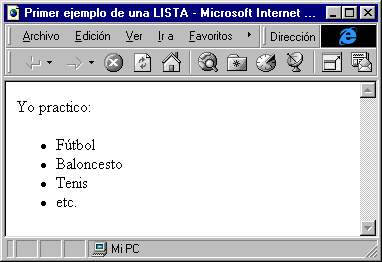 Primer ejemplo de una LISTA - Microsoft Internet ...
Archivo Edición Ver Ir a Favoritos Dirección
Yo practico:
• Fútbol
• Baloncesto
• Tenis
• etc.
Mi PC